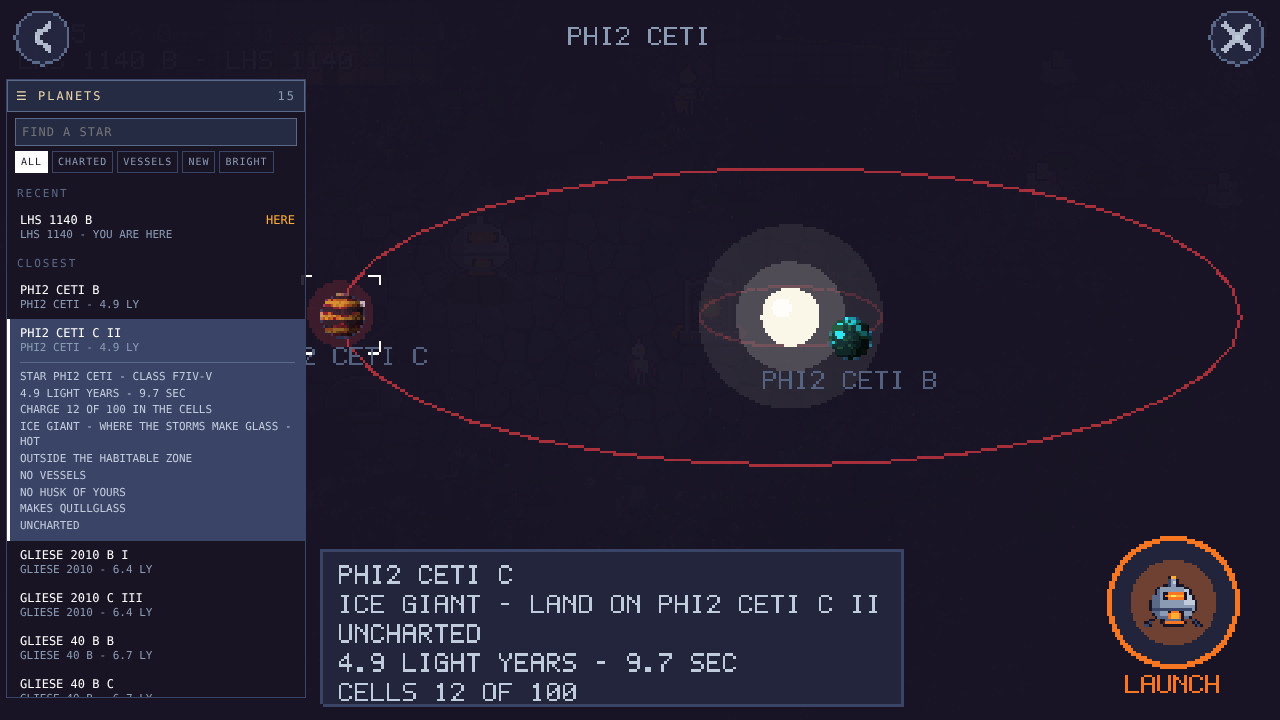 PHI2 CETI
1140 B - LHS 1140
☰ PLANETS 15
FIND A STAR
ALL CHARTED VESSELS NEW BRIGHT
RECENT
LHS 1140 B HERE
LHS 1140 - YOU ARE HERE
CLOSEST
PHI2 CETI B
PHI2 CETI - 4.9 LY
PHI2 CETI C II
PHI2 CETI - 4.9 LY
STAR PHI2 CETI - CLASS F7IV-V
4.9 LIGHT YEARS - 9.7 SEC
CHARGE 12 OF 100 IN THE CELLS
ICE GIANT - WHERE THE STORMS MAKE GLASS -
HOT
OUTSIDE THE HABITABLE ZONE
NO VESSELS
NO HUSK OF YOURS
MAKES QUILLGLASS
UNCHARTED
GLIESE 2010 B I
GLIESE 2010 - 6.4 LY
GLIESE 2010 C III
GLIESE 2010 - 6.4 LY
GLIESE 40 B B
GLIESE 40 B - 6.7 LY
GLIESE 40 B C
GLIESE 40 B - 6.7 LY
2 CETI C
PHI2 CETI B
PHI2 CETI C
ICE GIANT - LAND ON PHI2 CETI C II
UNCHARTED
4.9 LIGHT YEARS - 9.7 SEC
CELLS 12 OF 100
LAUNCH